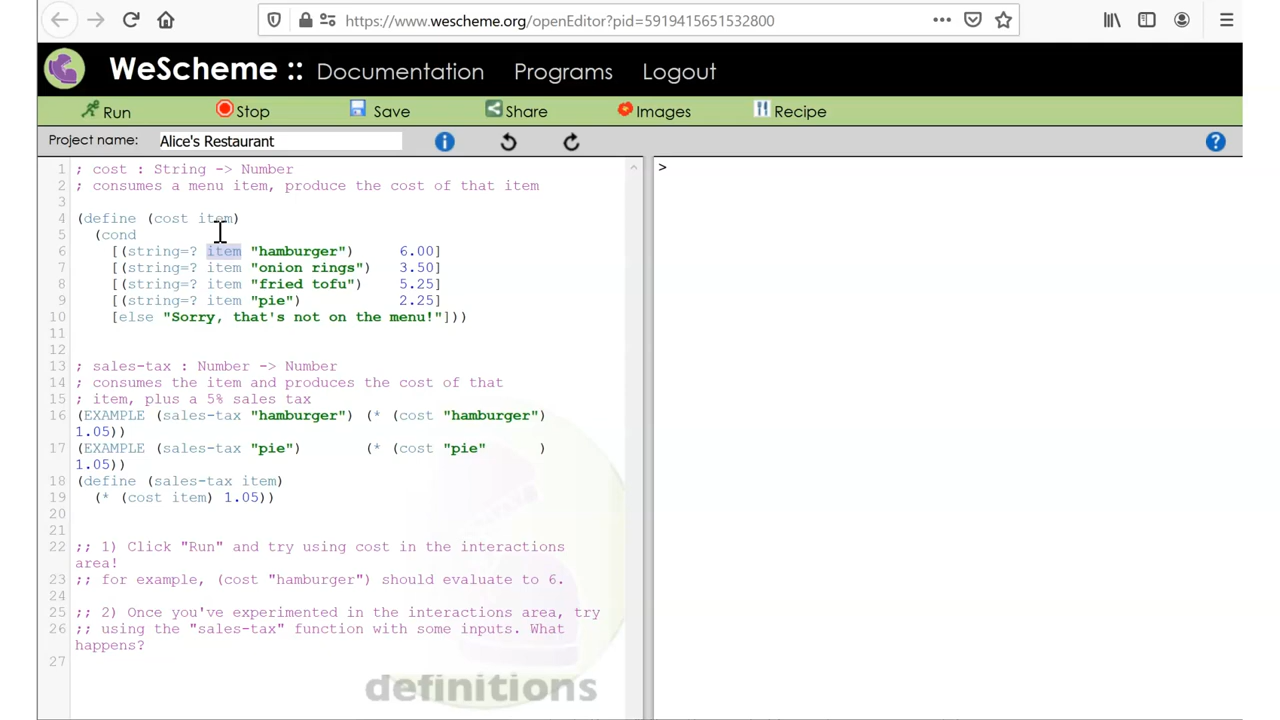 https://www.wescheme.org/openEditor?pid=5919415651532800
WeScheme :: Documentation Programs Logout
Run Stop Save Share Images Recipe
Project name: Alice's Restaurant
1 ; cost : String -> Number
2 ; consumes a menu item, produce the cost of that item
3
4 (define (cost item)
5 (cond
6 [(string=? item "hamburger") 6.00]
7 [(string=? item "onion rings") 3.50]
8 [(string=? item "fried tofu") 5.25]
9 [(string=? item "pie") 2.25]
10 [else "Sorry, that's not on the menu!"]))
11
12
13 ; sales-tax : Number -> Number
14 ; consumes the item and produces the cost of that
15 ; item, plus a 5% sales tax
16 (EXAMPLE (sales-tax "hamburger") (* (cost "hamburger")
1.05))
17 (EXAMPLE (sales-tax "pie") (* (cost "pie" )
1.05))
18 (define (sales-tax item)
19 (* (cost item) 1.05))
20
21
22 ;; 1) Click "Run" and try using cost in the interactions
area!
23 ;; for example, (cost "hamburger") should evaluate to 6.
24
25 ;; 2) Once you've experimented in the interactions area, try
26 ;; using the "sales-tax" function with some inputs. What
happens?
27
definitions
>